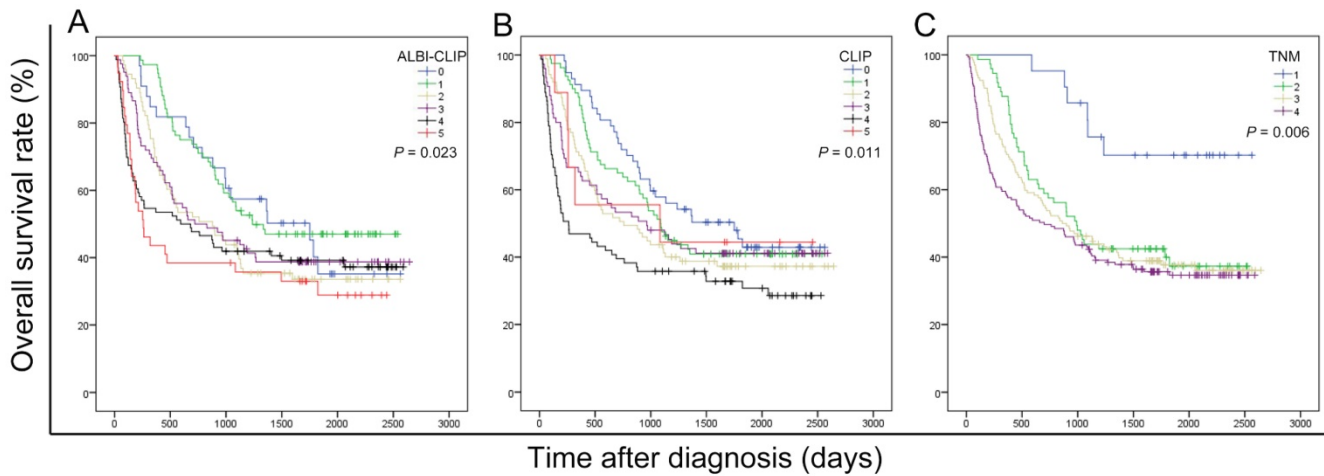 A
ALBI-CLIP
0
1
2
3
4
5
P = 0.023
100
80
60
40
20
0
0 500 1000 1500 2000 2500 3000
B
CLIP
0
1
2
3
4
5
P = 0.011
100
80
60
40
20
0
0 500 1000 1500 2000 2500 3000
C
TNM
1
2
3
4
P = 0.006
100
80
60
40
20
0
0 500 1000 1500 2000 2500 3000
Overall survival rate (%)
Time after diagnosis (days)